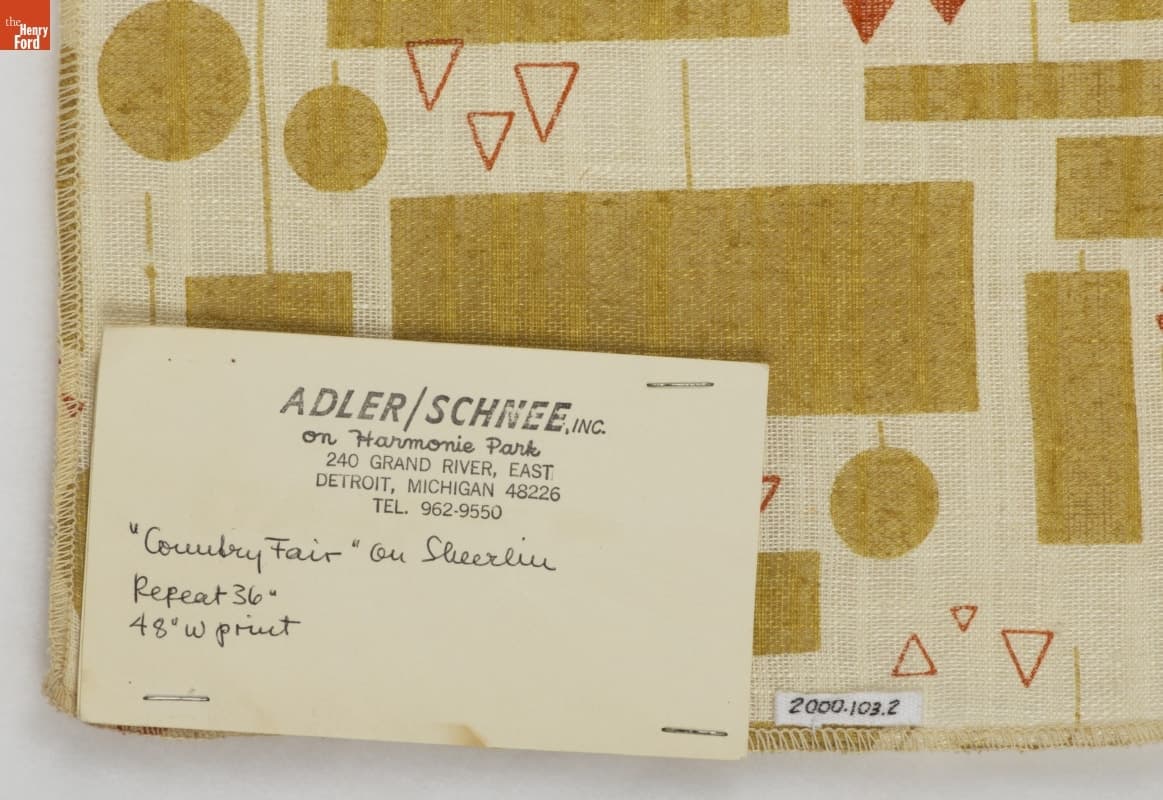 the
Henry
Ford
ADLER/SCHNEE, INC.
on Harmonie Park
240 GRAND RIVER, EAST
DETROIT, MICHIGAN 48226
TEL. 962-9550
"Country Fair" on Sheerlin
Repeat 36"
48" w print
2000.103.2